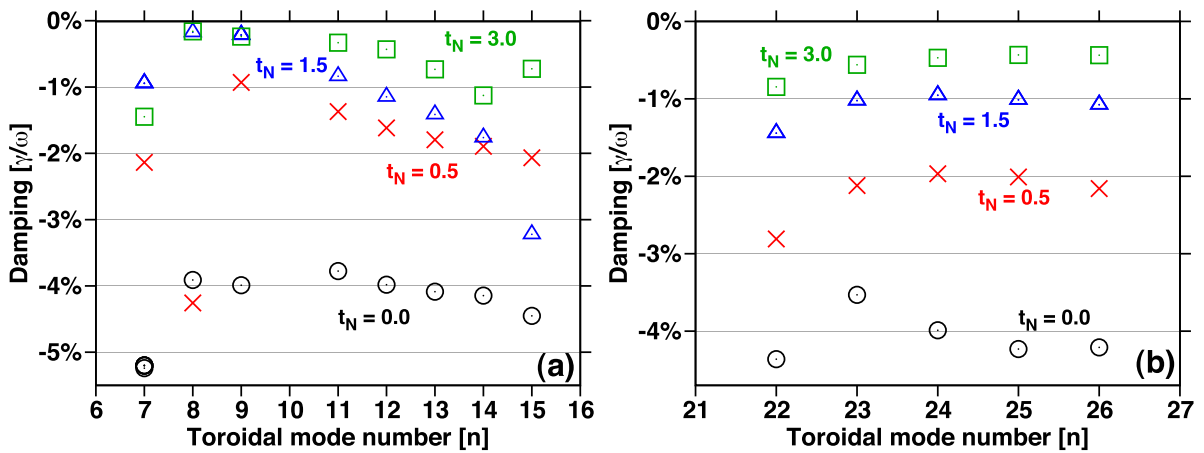 0%
-1%
-2%
-3%
-4%
-5%
Damping [γ/ω]
t_N = 3.0
t_N = 1.5
t_N = 0.5
t_N = 0.0
(a)
6 7 8 9 10 11 12 13 14 15 16
Toroidal mode number [n]
0%
-1%
-2%
-3%
-4%
Damping [γ/ω]
t_N = 3.0
t_N = 1.5
t_N = 0.5
t_N = 0.0
(b)
21 22 23 24 25 26 27
Toroidal mode number [n]